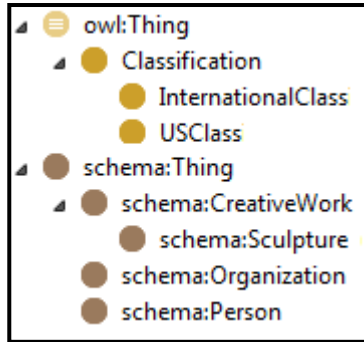 owl:Thing
Classification
InternationalClass
USClass
schema:Thing
schema:CreativeWork
schema:Sculpture
schema:Organization
schema:Person